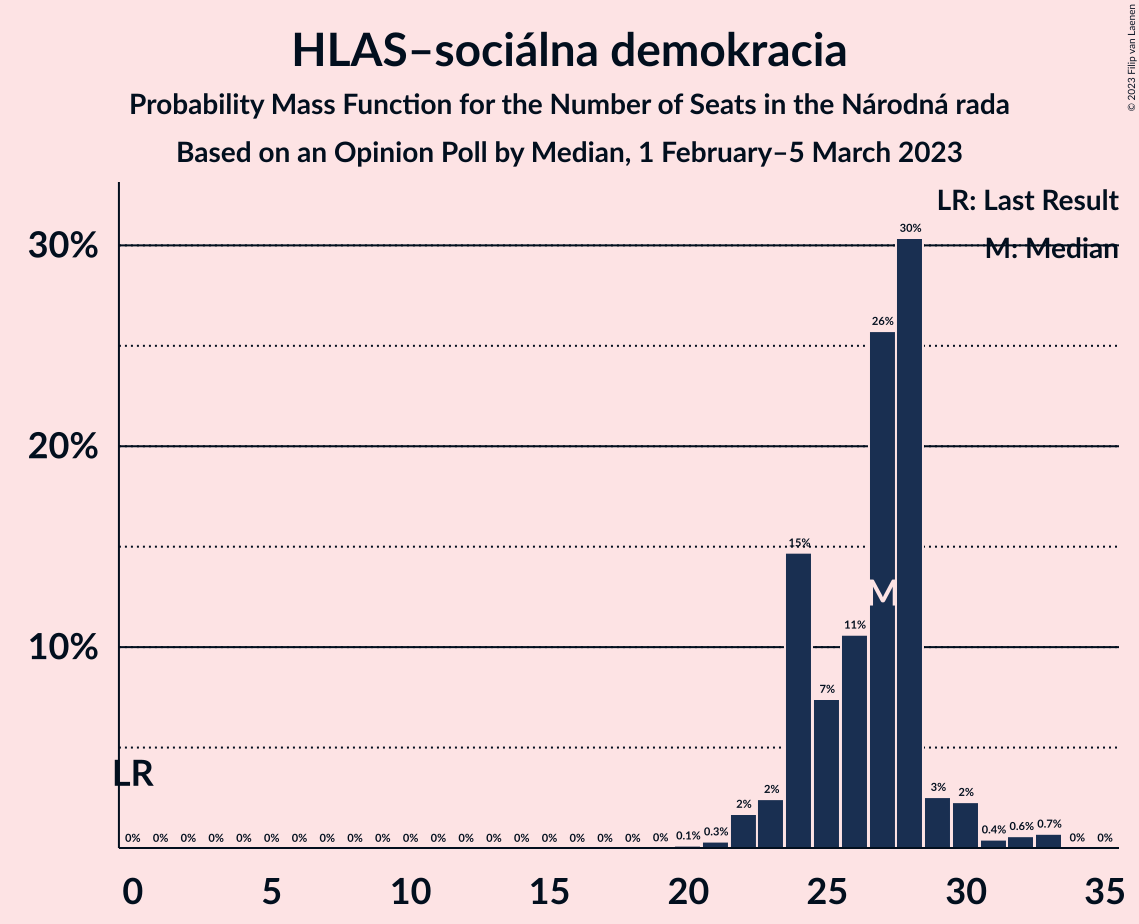 HLAS–sociálna demokracia
Probability Mass Function for the Number of Seats in the Národná rada
Based on an Opinion Poll by Median, 1 February–5 March 2023
© 2023 Filip van Laenen
LR: Last Result
M: Median
30%
20%
10%
LR
M
0% 0% 0% 0% 0% 0% 0% 0% 0% 0% 0% 0% 0% 0% 0% 0% 0% 0% 0% 0% 0.1% 0.3% 2% 2% 15% 7% 11% 26% 30% 3% 2% 0.4% 0.6% 0.7% 0% 0%
0 5 10 15 20 25 30 35